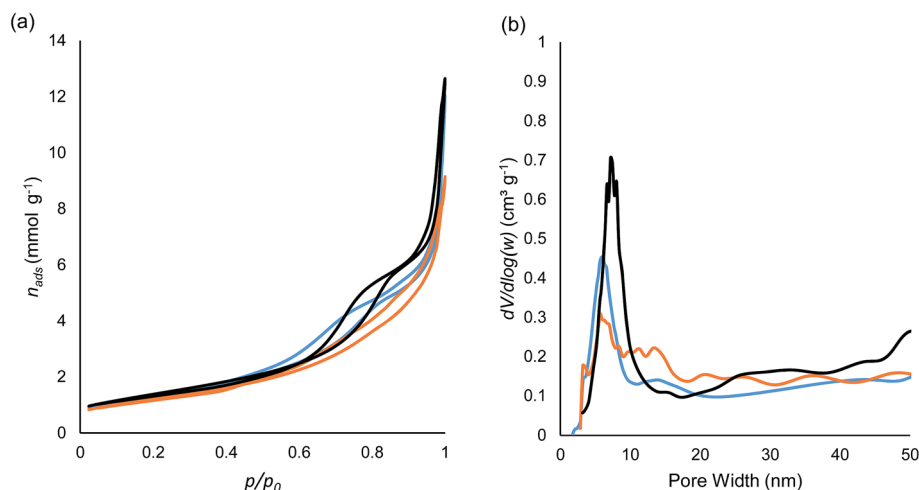 (a)
14
12
10
8
6
4
2
0
n_ads (mmol g⁻¹)
0 0.2 0.4 0.6 0.8 1
p/p₀
(b)
1
0.9
0.8
0.7
0.6
0.5
0.4
0.3
0.2
0.1
0
dV/dlog(w) (cm³ g⁻¹)
0 10 20 30 40 50
Pore Width (nm)